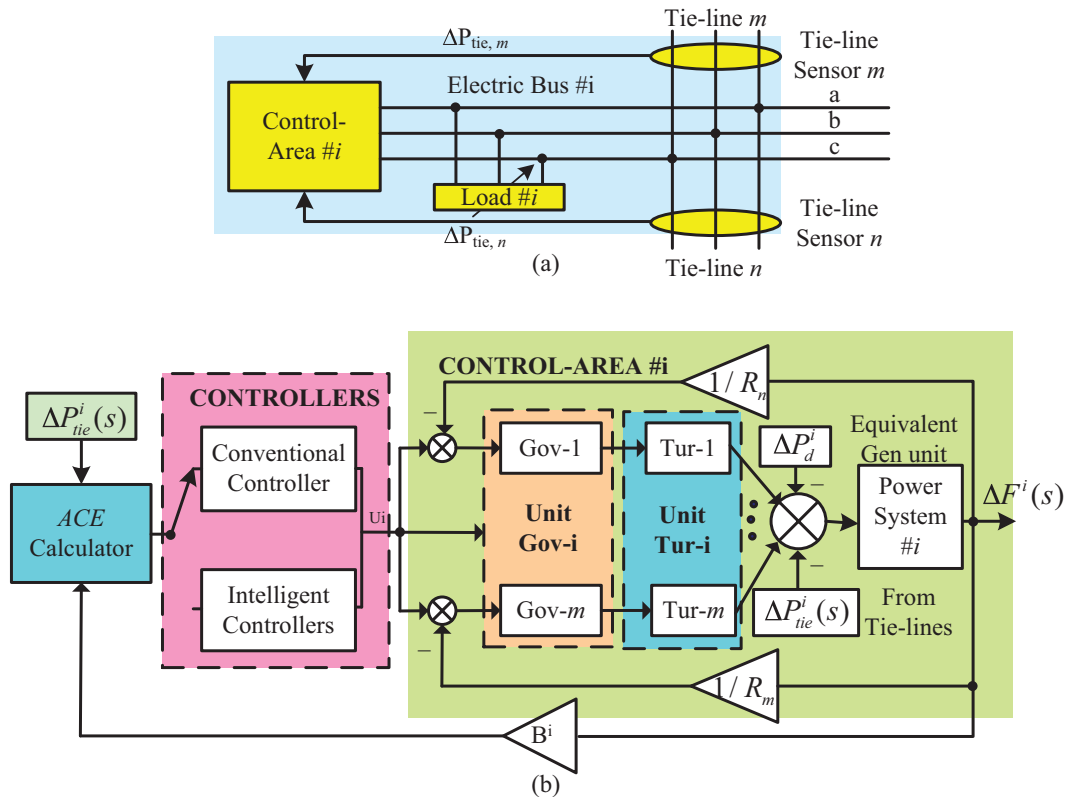 Tie-line m
ΔP_tie, m
Tie-line
Sensor m
Electric Bus #i
a
b
c
Control-
Area #i
Load #i
ΔP_tie, n
Tie-line
Sensor n
Tie-line n
(a)
CONTROL-AREA #i
1 / R_n
CONTROLLERS
ΔP^i_tie(s)
Conventional
Controller
ACE
Calculator
Intelligent
Controllers
Ui
–
Gov-1
Unit
Gov-i
Gov-m
–
Tur-1
Unit
Tur-i
Tur-m
ΔP^i_d
–
–
ΔP^i_tie(s)
Equivalent
Gen unit
Power
System
#i
ΔF^i(s)
From
Tie-lines
1 / R_m
B^i
(b)